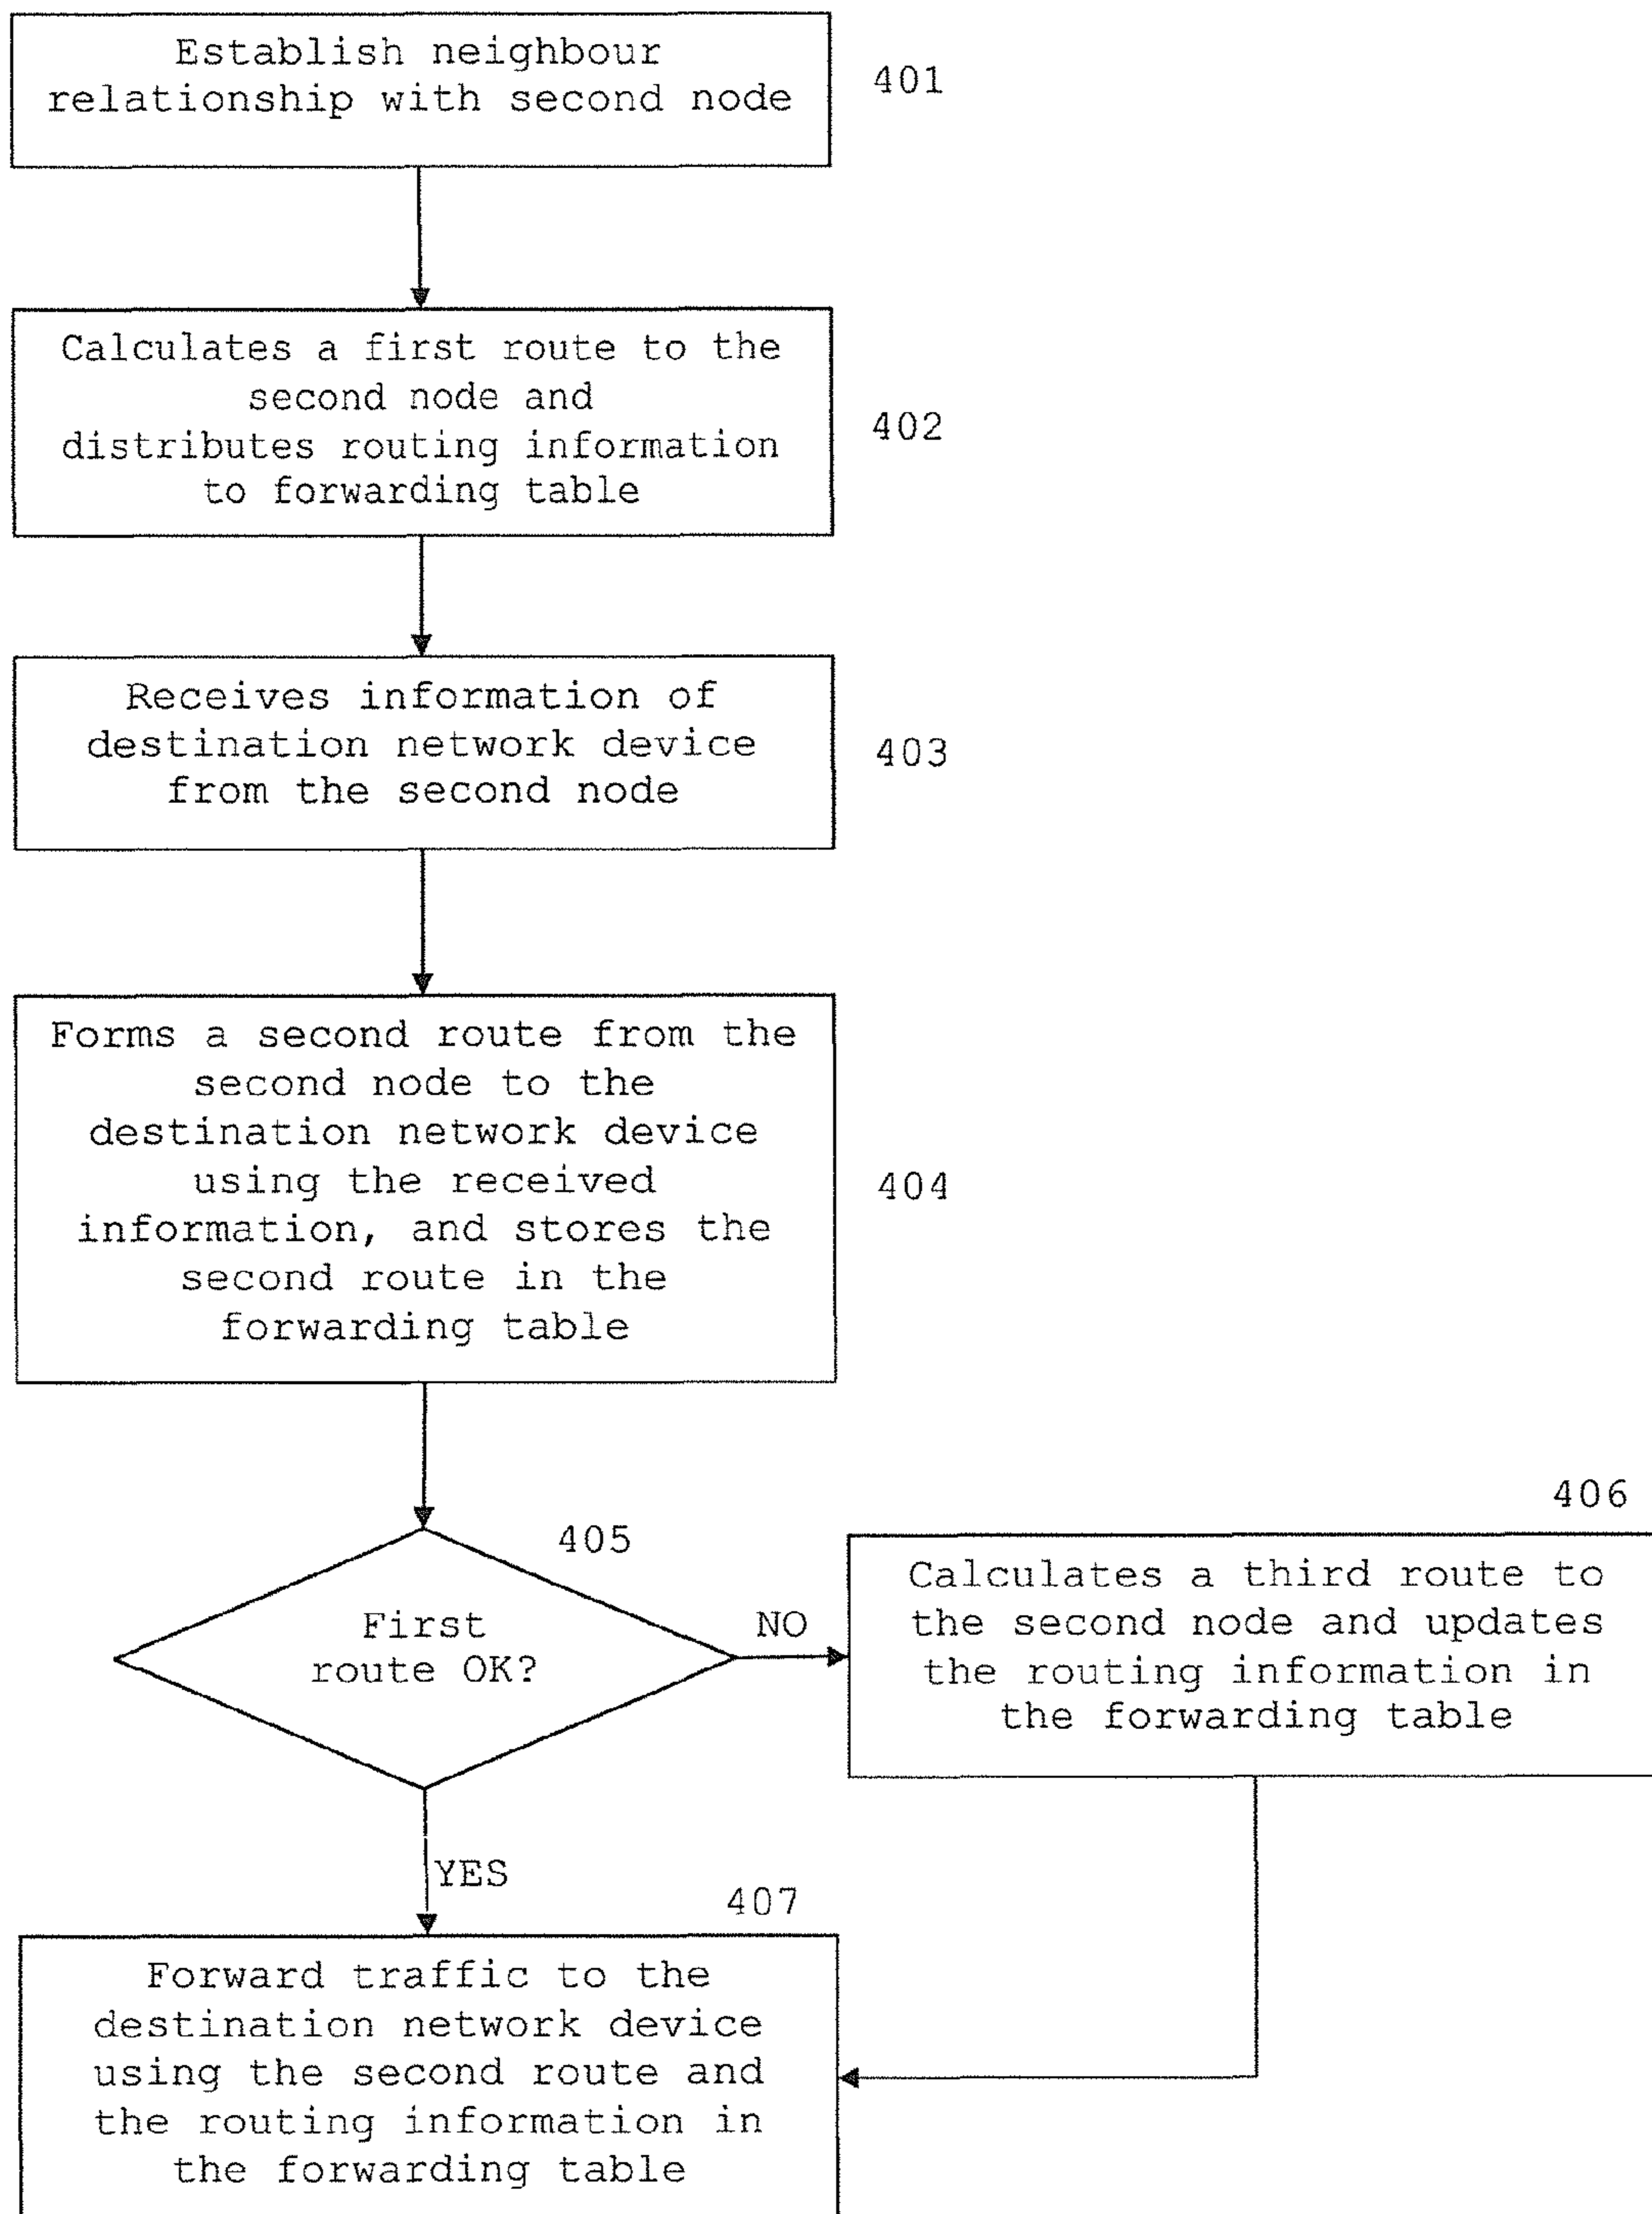 Establish neighbour
relationship with second node
401
Calculates a first route to the
second node and
distributes routing information
to forwarding table
402
Receives information of
destination network device
from the second node
403
Forms a second route from the
second node to the
destination network device
using the received
information, and stores the
second route in the
forwarding table
404
405
First
route OK?
NO
406
Calculates a third route to
the second node and updates
the routing information in
the forwarding table
YES
407
Forward traffic to the
destination network device
using the second route and
the routing information in
the forwarding table